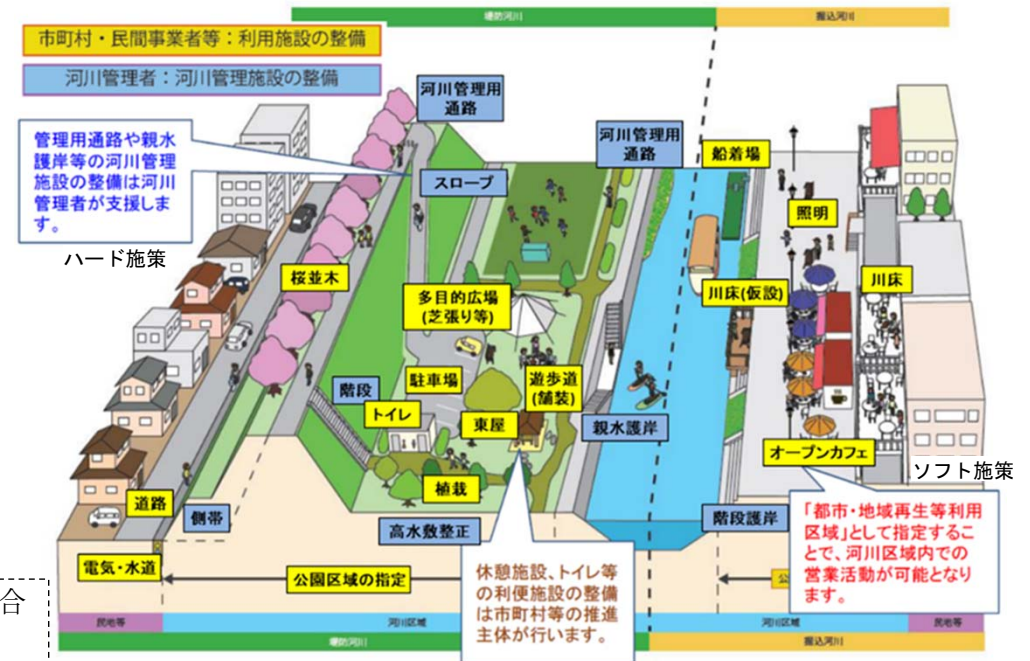 堤防河川
掘込河川
市町村・民間事業者等：利用施設の整備
河川管理者：河川管理施設の整備
河川管理用
通路
管理用通路や親水
護岸等の河川管理
施設の整備は河川
管理者が支援しま
す。
ハード施策
スロープ
河川管理用
通路
船着場
照明
桜並木
多目的広場
(芝張り等)
川床(仮設)
川床
階段
駐車場
遊歩道
(舗装)
トイレ
東屋
親水護岸
オープンカフェ
ソフト施策
植栽
道路
側帯
高水敷整正
階段護岸
「都市・地域再生等利用
区域」として指定するこ
とで、河川区域内での
営業活動が可能となり
ます。
電気・水道
公園区域の指定
休憩施設、トイレ等
の利便施設の整備
は市町村等の推進
主体が行います。
合
民地等
河川区域
河川区域
民地等
堤防河川
掘込河川